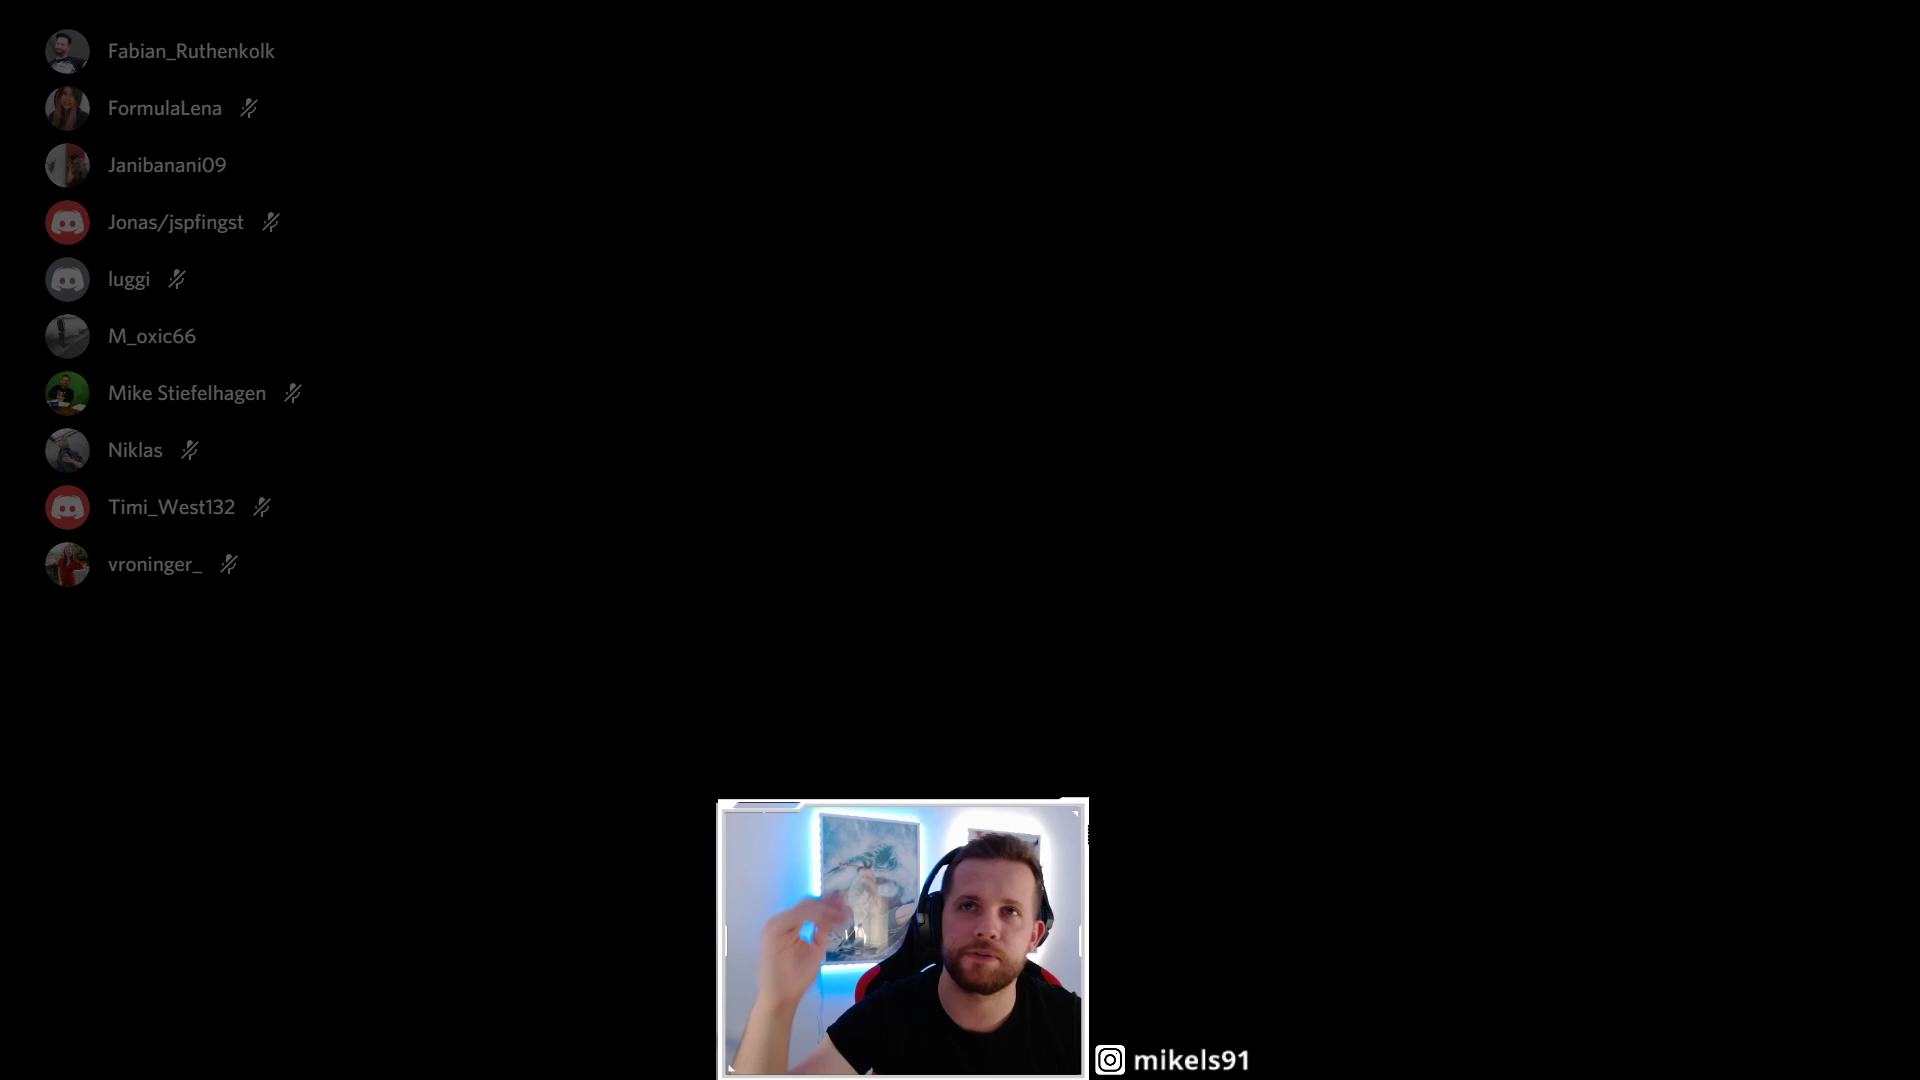 Fabian_Ruthenkolk
FormulaLena
Janibanani09
Jonas/jspfingst
luggi
M_oxic66
Mike Stiefelhagen
Niklas
Timi_West132
vroninger_
mikels91